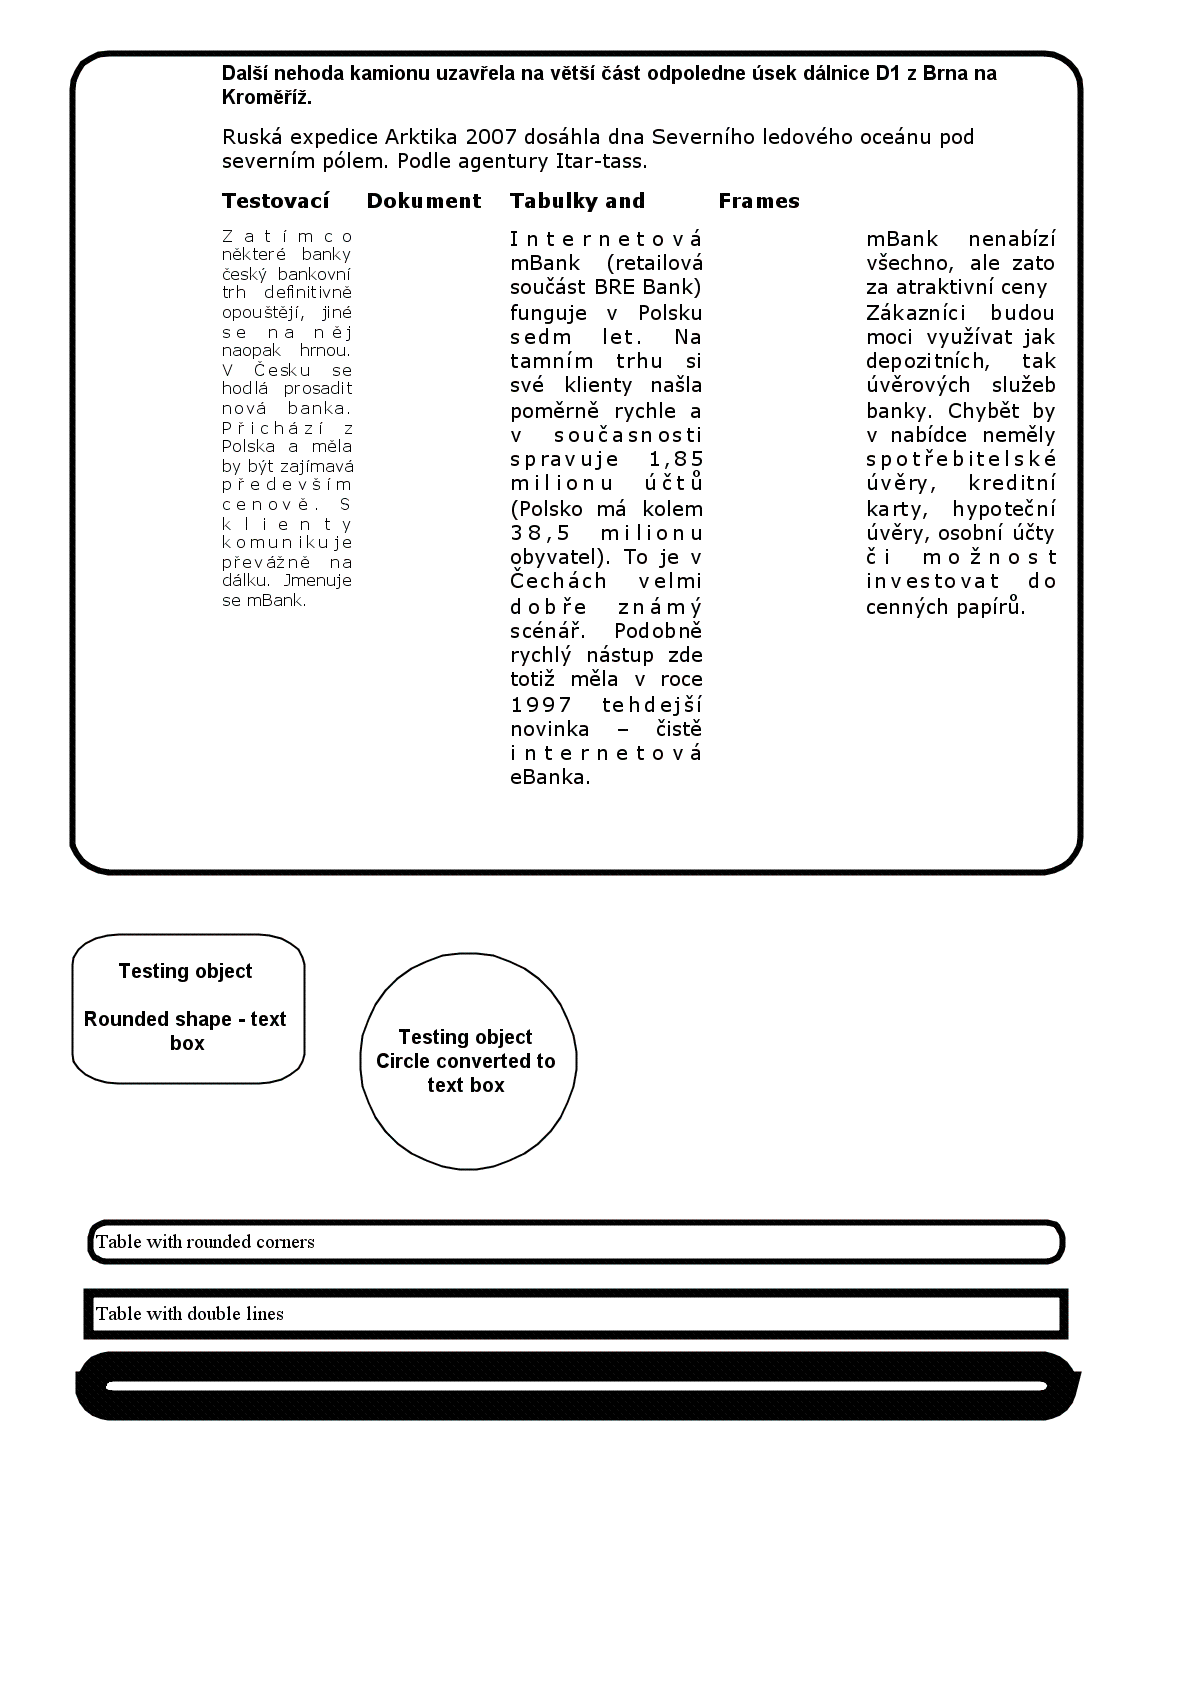 Další nehoda kamionu uzavřela na větší část odpoledne úsek dálnice D1 z Brna na
Kroměříž.
Ruská expedice Arktika 2007 dosáhla dna Severního ledového oceánu pod
severním pólem. Podle agentury Itar-tass.
Testovací Dokument Tabulky and Frames
Zatímco
některé banky
český bankovní
trh definitivně
opouštějí, jiné
se na něj
naopak hrnou.
V Česku se
hodlá prosadit
nová banka.
Přichází z
Polska a měla
by být zajímavá
především
cenově. S
klienty
komunikuje
převážně na
dálku. Jmenuje
se mBank.
Internetová
mBank (retailová
součást BRE Bank)
funguje v Polsku
sedm let. Na
tamním trhu si
své klienty našla
poměrně rychle a
v současnosti
spravuje 1,85
milionu účtů
(Polsko má kolem
38,5 milionu
obyvatel). To je v
Čechách velmi
dobře známý
scénář. Podobně
rychlý nástup zde
totiž měla v roce
1997 tehdejší
novinka – čistě
internetová
eBanka.
mBank nenabízí
všechno, ale zato
za atraktivní ceny
Zákazníci budou
moci využívat jak
depozitních, tak
úvěrových služeb
banky. Chybět by
v nabídce neměly
spotřebitelské
úvěry, kreditní
karty, hypoteční
úvěry, osobní účty
či možnost
investovat do
cenných papírů.
Testing object
Rounded shape - text
box
Testing object
Circle converted to
text box
Table with rounded corners
Table with double lines